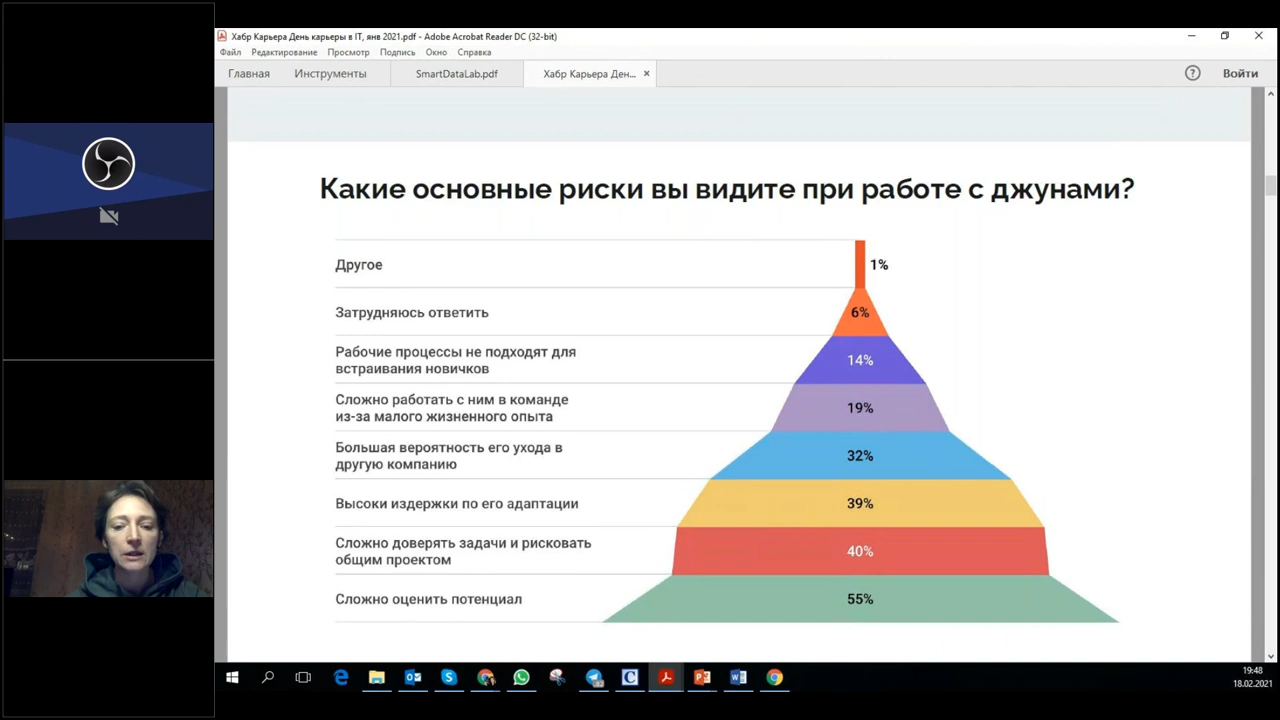 Хабр Карьера День карьеры в IT, янв 2021.pdf - Adobe Acrobat Reader DC (32-bit)
Файл Редактирование Просмотр Подпись Окно Справка
Главная Инструменты SmartDataLab.pdf Хабр Карьера Ден... × ? Войти
Какие основные риски вы видите при работе с джунами?
Другое 1%
Затрудняюсь ответить 6%
Рабочие процессы не подходят для
встраивания новичков
14%
Сложно работать с ним в команде
из-за малого жизненного опыта
19%
Большая вероятность его ухода в
другую компанию
32%
Высоки издержки по его адаптации 39%
Сложно доверять задачи и рисковать
общим проектом
40%
Сложно оценить потенциал 55%
19:48
18.02.2021